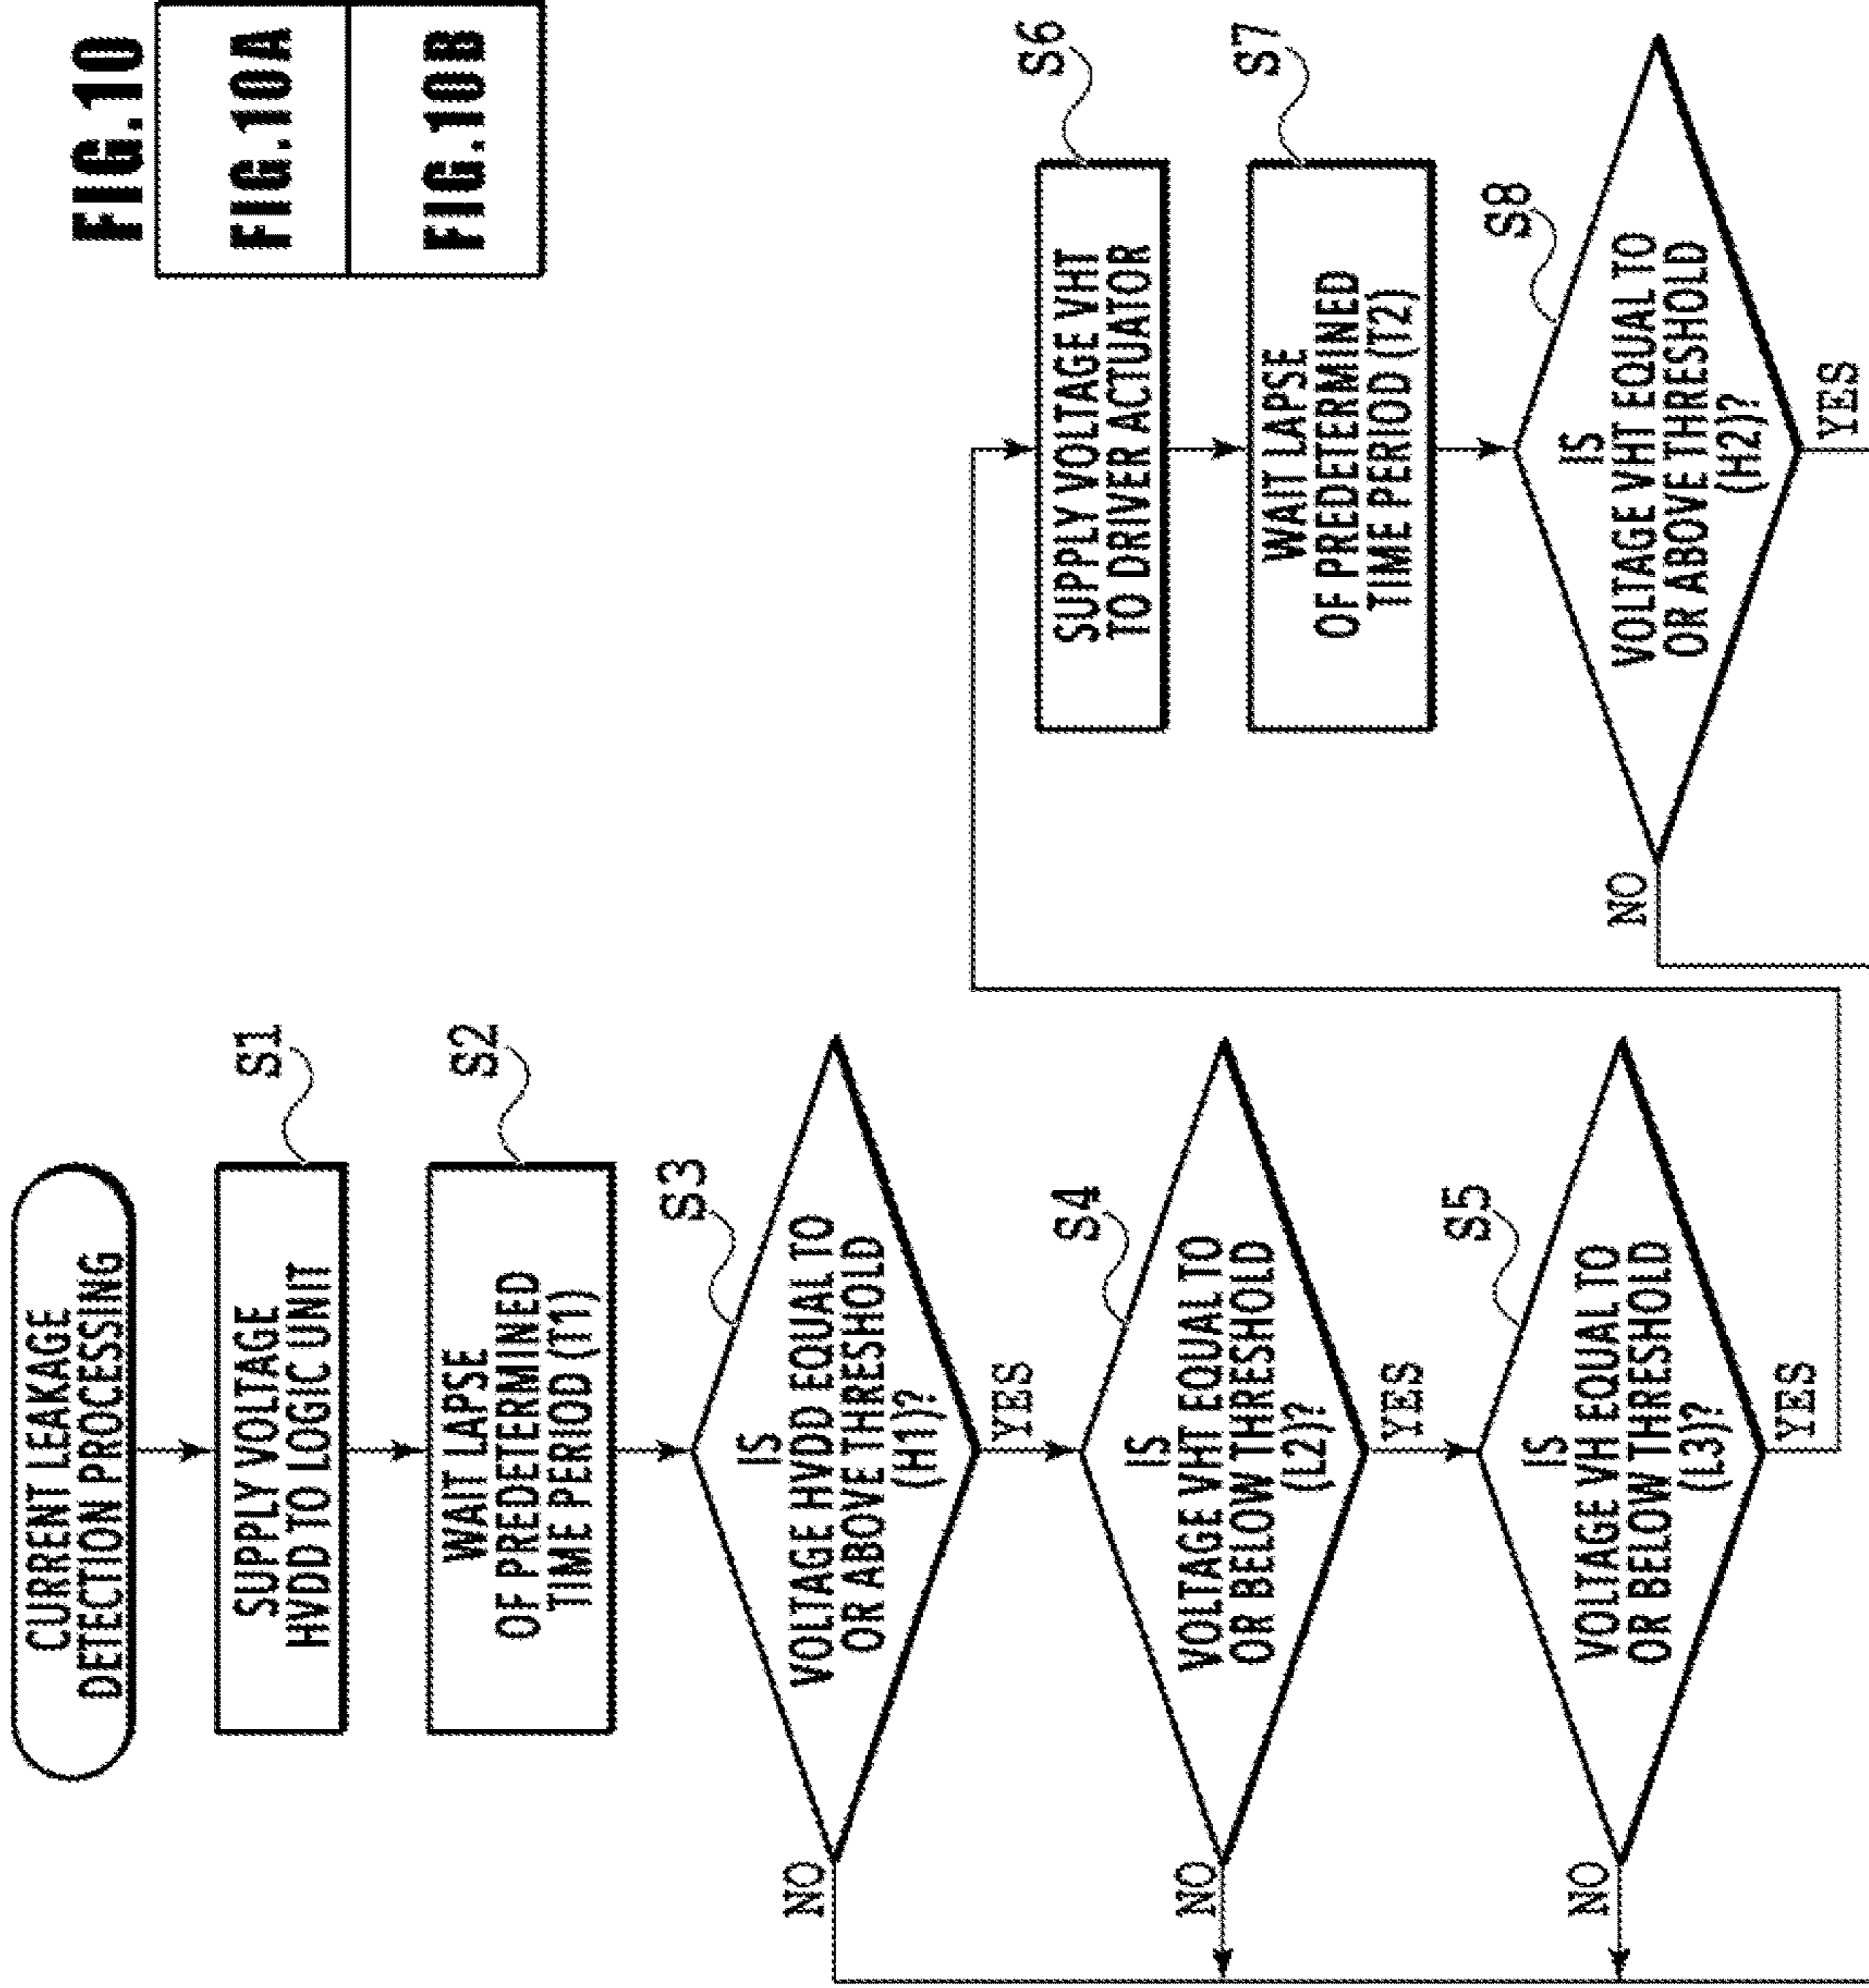 FIG.10
FIG.10A
FIG.10B
CURRENT LEAKAGE
DETECTION PROCESSING
S1
SUPPLY VOLTAGE
HVDD TO LOGIC UNIT
S2
WAIT LAPSE
OF PREDETERMINED
TIME PERIOD (T1)
S3
IS
VOLTAGE HVDD EQUAL TO
OR ABOVE THRESHOLD
(H1)?
NO
YES
S4
IS
VOLTAGE VHT EQUAL TO
OR BELOW THRESHOLD
(L2)?
NO
YES
S5
IS
VOLTAGE VH EQUAL TO
OR BELOW THRESHOLD
(L3)?
NO
YES
S6
SUPPLY VOLTAGE VHT
TO DRIVER ACTUATOR
S7
WAIT LAPSE
OF PREDETERMINED
TIME PERIOD (T2)
S8
IS
VOLTAGE VHT EQUAL TO
OR ABOVE THRESHOLD
(H2)?
NO
YES